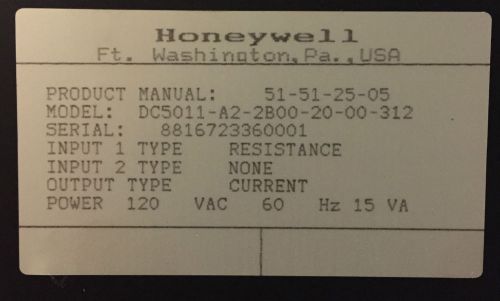 Honeywell
Ft. Washington,Pa.,USA
PRODUCT MANUAL: 51-51-25-05
MODEL: DC5011-A2-2B00-20-00-312
SERIAL: 8816723360001
INPUT 1 TYPE RESISTANCE
INPUT 2 TYPE NONE
OUTPUT TYPE CURRENT
POWER 120 VAC 60 Hz 15 VA